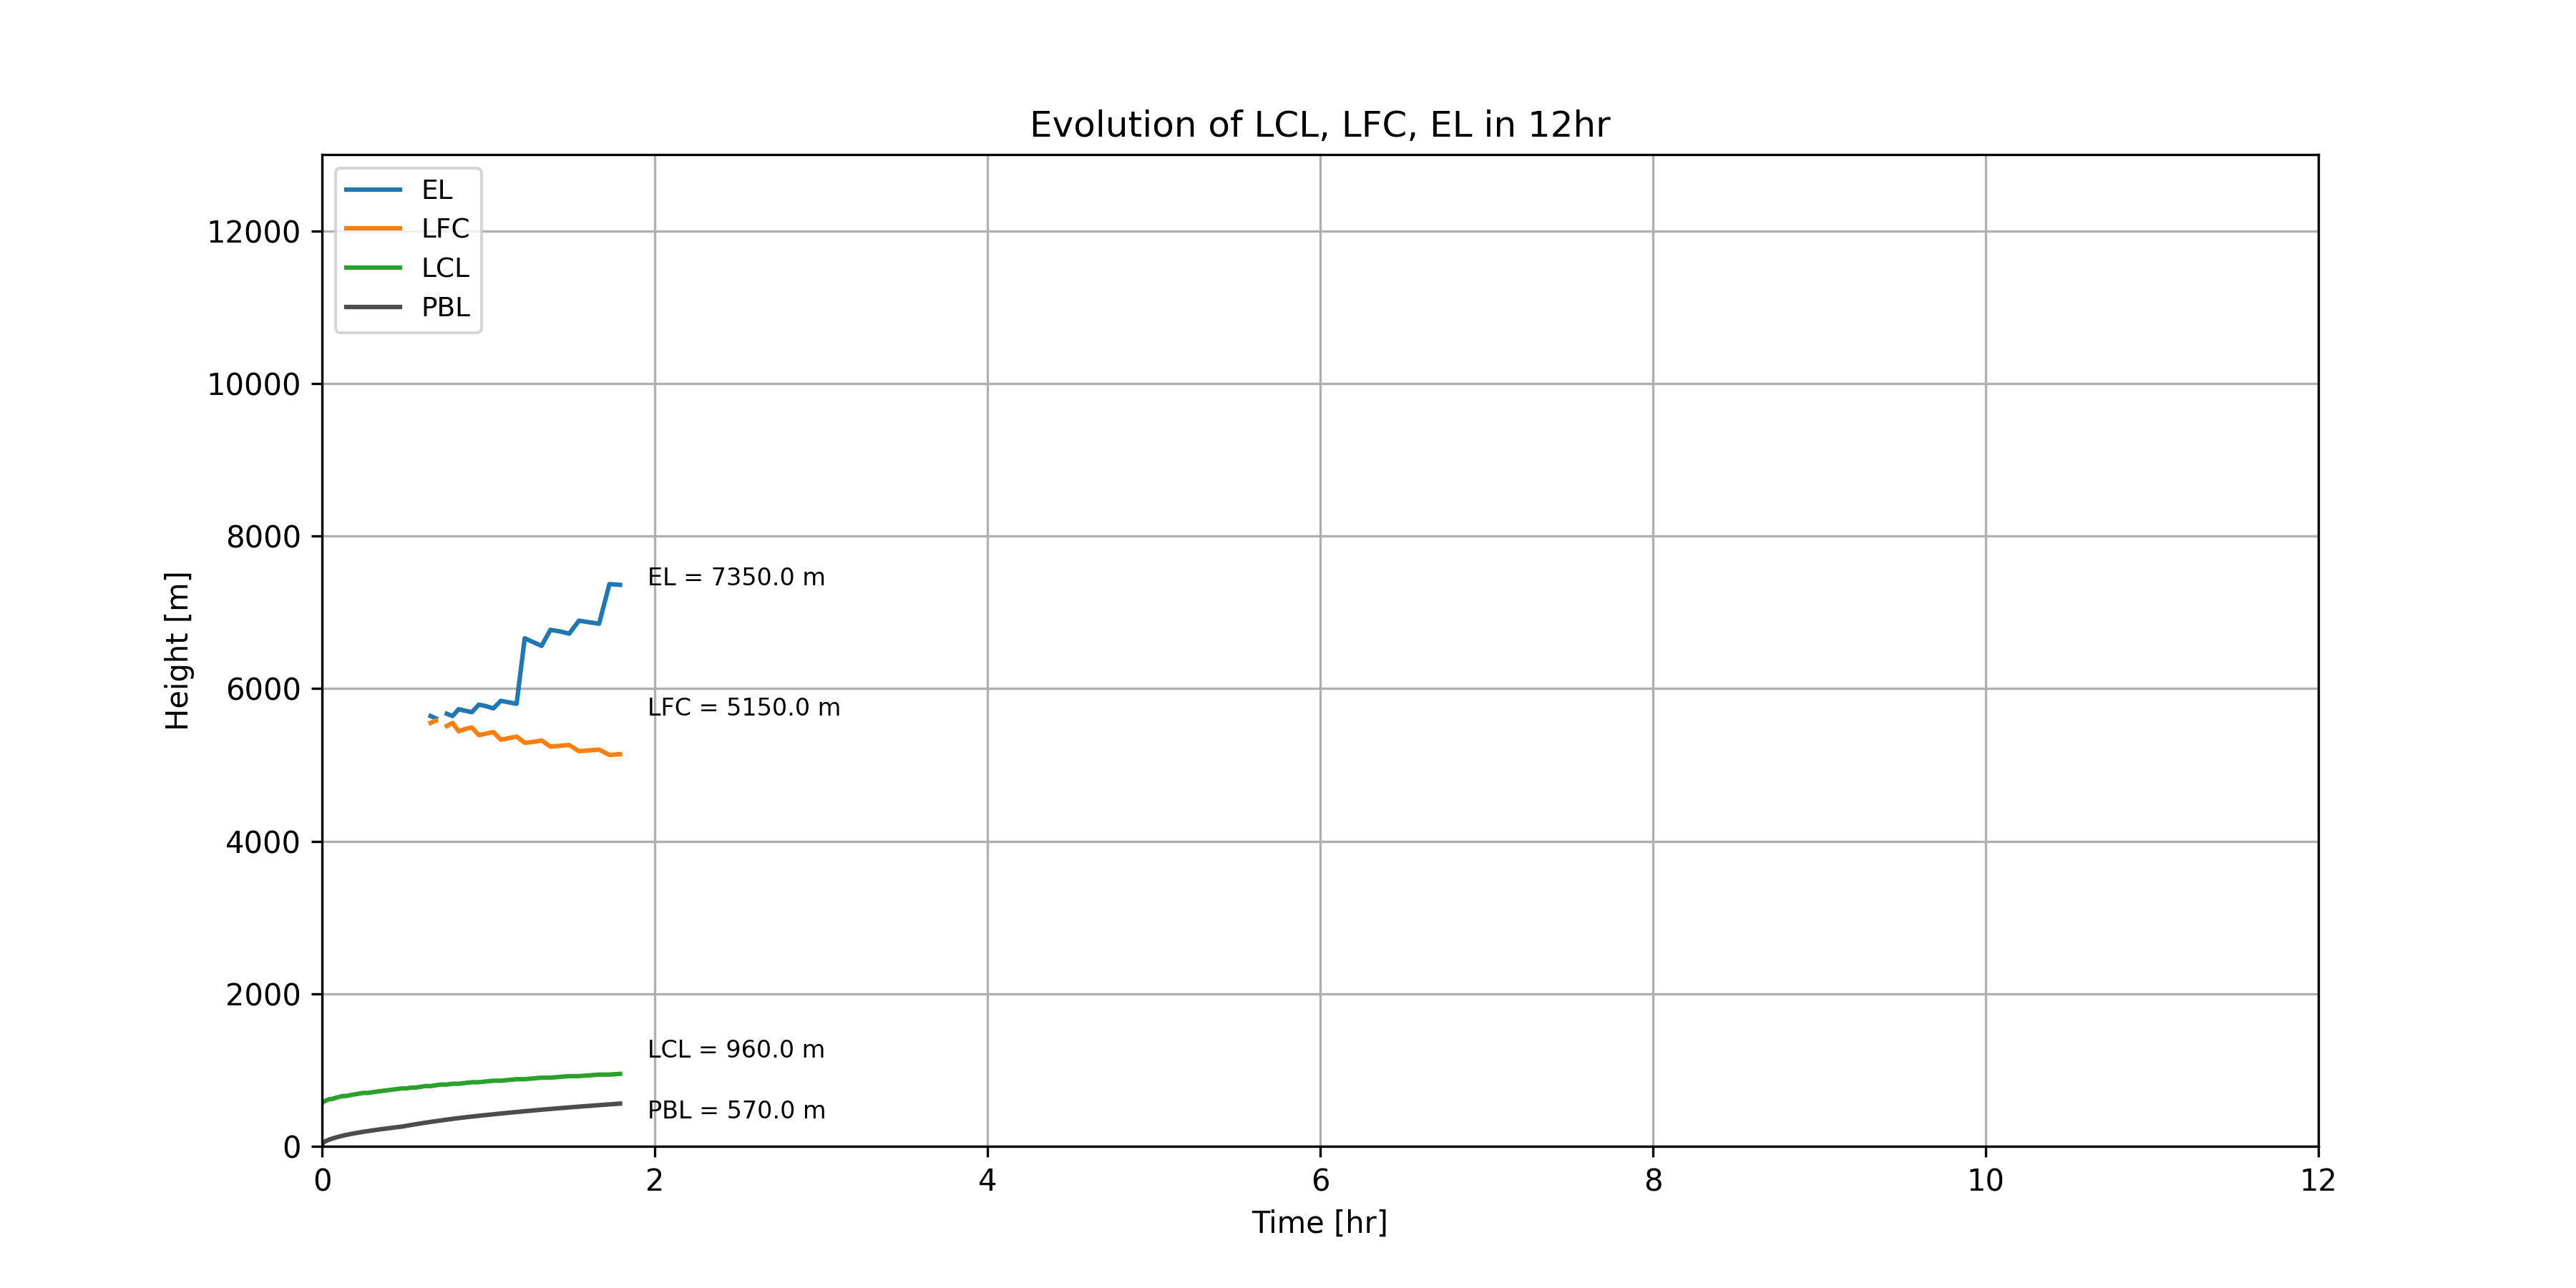 Evolution of LCL, LFC, EL in 12hr
EL
LFC
LCL
PBL
12000
10000
8000
6000
4000
2000
0
Height [m]
EL = 7350.0 m
LFC = 5150.0 m
LCL = 960.0 m
PBL = 570.0 m
0 2 4 6 8 10 12
Time [hr]